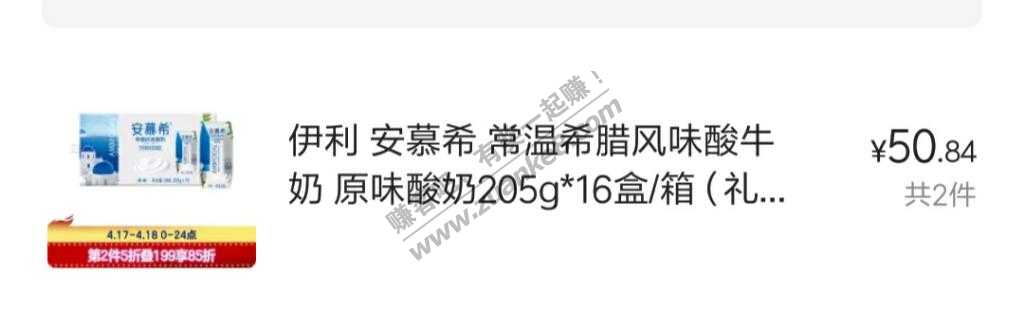 安慕希
伊利 安慕希 常温希腊风味酸牛
奶 原味酸奶205g*16盒/箱（礼...
¥50.84
共2件
4.17-4.18 0-24点
第2件5折叠199享85折
有什么一起赚！
赚客吧
www.zuanke8.com